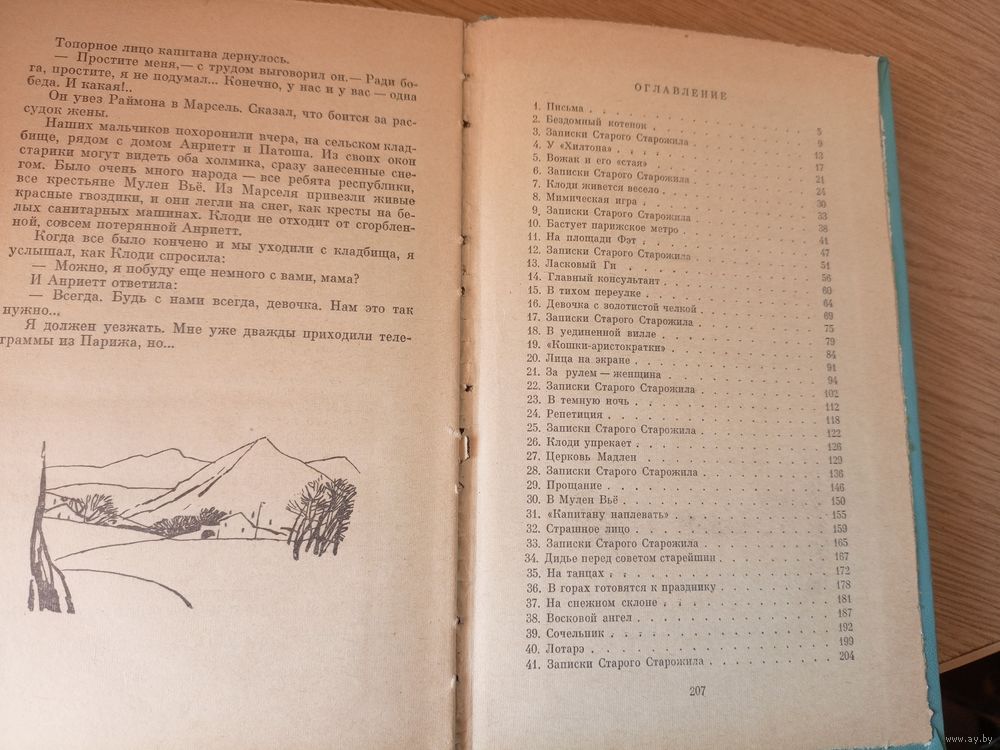 Топорное лицо капитана дернулось.
— Простите меня,— с трудом выговорил он.— Ради бо-
га, простите, я не подумал... Конечно, у нас и у вас — одна
беда. И какая!..
Он увез Раймона в Марсель. Сказал, что боится за рас-
судок жены.
Наших мальчиков похоронили вчера, на сельском клад-
бище, рядом с домом Анриетт и Патоша. Из своих окон
старики могут видеть оба холмика, сразу занесенные сне-
гом. Было очень много народа — все ребята республики,
все крестьяне Мулен Вьё. Из Марселя привезли живые
красные гвоздики, и они легли на снег, как кресты на бе-
лых санитарных машинах. Клоди не отходит от сгорблен-
ной, совсем потерянной Анриетт.
Когда все было кончено и мы уходили с кладбища, я
услышал, как Клоди спросила:
— Можно, я побуду еще немного с вами, мама?
И Анриетт ответила:
— Всегда. Будь с нами всегда, девочка. Нам это так
нужно...
Я должен уезжать. Мне уже дважды приходили теле-
граммы из Парижа, но...
ОГЛАВЛЕНИЕ
1. Письма . . . 5
2. Бездомный котенок . . . 9
3. Записки Старого Старожила . . . 13
4. У «Хилтона» . . . 17
5. Вожак и его «стая» . . . 21
6. Записки Старого Старожила . . . 24
7. Клоди живется весело . . . 30
8. Мимическая игра . . . 33
9. Записки Старого Старожила . . . 38
10. Бастует парижское метро . . . 41
11. На площади Фэт . . . 47
12. Записки Старого Старожила . . . 51
13. Ласковый Ги . . . 56
14. Главный консультант . . . 60
15. В тихом переулке . . . 64
16. Девочка с золотистой челкой . . . 69
17. Записки Старого Старожила . . . 75
18. В уединенной вилле . . . 79
19. «Кошки-аристократки» . . . 84
20. Лица на экране . . . 91
21. За рулем — женщина . . . 94
22. Записки Старого Старожила . . . 102
23. В темную ночь . . . 112
24. Репетиция . . . 118
25. Записки Старого Старожила . . . 122
26. Клоди упрекает . . . 126
27. Церковь Мадлен . . . 129
28. Записки Старого Старожила . . . 136
29. Прощание . . . 146
30. В Мулен Вьё . . . 150
31. «Капитану наплевать» . . . 155
32. Страшное лицо . . . 159
33. Записки Старого Старожила . . . 165
34. Дидье перед советом старейшин . . . 167
35. На танцах . . . 172
36. В горах готовятся к празднику . . . 178
37. На снежном склоне . . . 181
38. Восковой ангел . . . 187
39. Сочельник . . . 192
40. Лотарэ . . . 199
41. Записки Старого Старожила . . . 204
207
www.ay.by